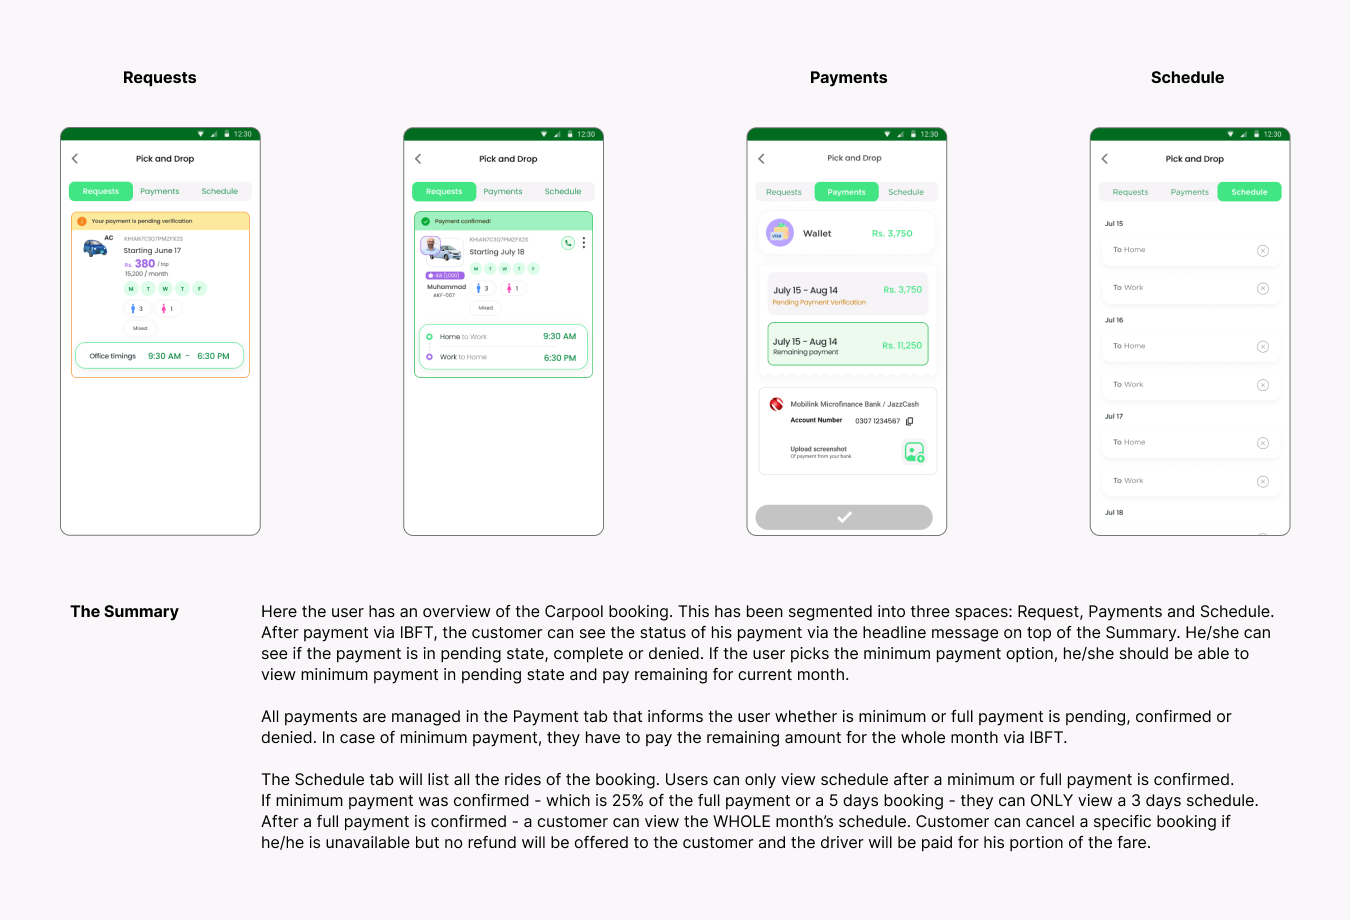 Requests
Payments
Schedule
12:30
Pick and Drop
Requests Payments Schedule
Your payment is pending verification
AC
KHIAN7C3Q7PMZFX2S
Starting June 17
Rs. 380 / trip
15,200 / month
M T W T F
3 1
Mixed
Office timings 9:30 AM - 6:30 PM
12:30
Pick and Drop
Requests Payments Schedule
Payment confirmed!
KHIAN7C3Q7PMZFX2S
Starting July 18
M T W T F
Muhammad
AKF-007
3 1
Mixed
Home to Work 9:30 AM
Work to Home 6:30 PM
12:30
Pick and Drop
Requests Payments Schedule
VISA
Wallet Rs. 3,750
July 15 - Aug 14 Rs. 3,750
Pending Payment Verification
July 15 - Aug 14
Remaining payment
Rs. 11,250
Mobilink Microfinance Bank / JazzCash
Account Number 0307 1234567
Upload screenshot
Of payment from your bank
12:30
Pick and Drop
Requests Payments Schedule
Jul 15
To Home
To Work
Jul 16
To Home
To Work
Jul 17
To Home
To Work
Jul 18
The Summary
Here the user has an overview of the Carpool booking. This has been segmented into three spaces: Request, Payments and Schedule.
After payment via IBFT, the customer can see the status of his payment via the headline message on top of the Summary. He/she can
see if the payment is in pending state, complete or denied. If the user picks the minimum payment option, he/she should be able to
view minimum payment in pending state and pay remaining for current month.
All payments are managed in the Payment tab that informs the user whether is minimum or full payment is pending, confirmed or
denied. In case of minimum payment, they have to pay the remaining amount for the whole month via IBFT.
The Schedule tab will list all the rides of the booking. Users can only view schedule after a minimum or full payment is confirmed.
If minimum payment was confirmed - which is 25% of the full payment or a 5 days booking - they can ONLY view a 3 days schedule.
After a full payment is confirmed - a customer can view the WHOLE month's schedule. Customer can cancel a specific booking if
he/he is unavailable but no refund will be offered to the customer and the driver will be paid for his portion of the fare.